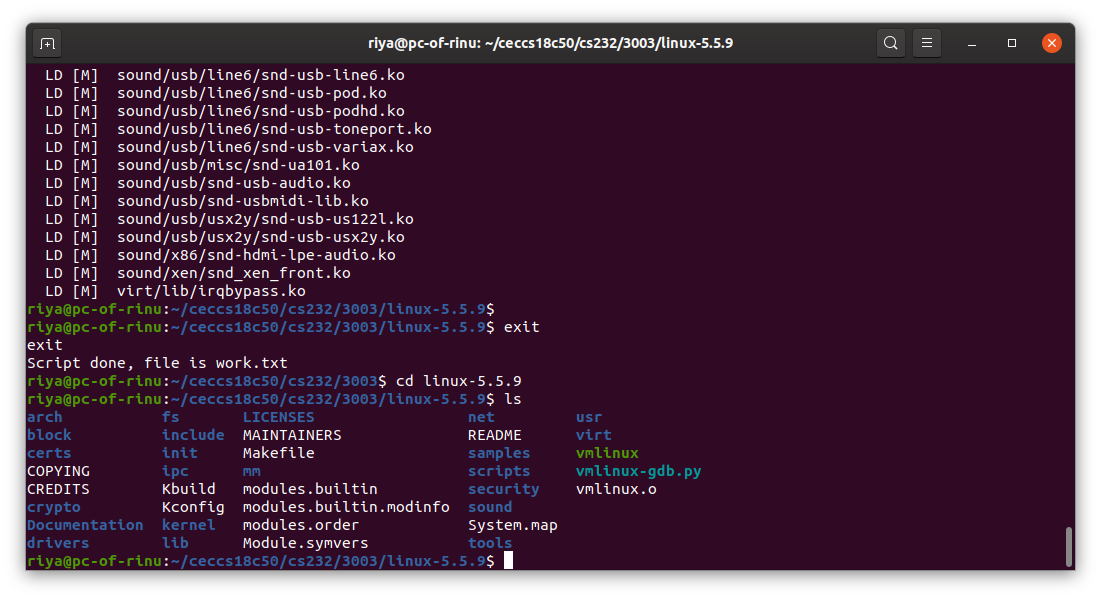 riya@pc-of-rinu: ~/ceccs18c50/cs232/3003/linux-5.5.9
LD [M]  sound/usb/line6/snd-usb-line6.ko
LD [M]  sound/usb/line6/snd-usb-pod.ko
LD [M]  sound/usb/line6/snd-usb-podhd.ko
LD [M]  sound/usb/line6/snd-usb-toneport.ko
LD [M]  sound/usb/line6/snd-usb-variax.ko
LD [M]  sound/usb/misc/snd-ua101.ko
LD [M]  sound/usb/snd-usb-audio.ko
LD [M]  sound/usb/snd-usbmidi-lib.ko
LD [M]  sound/usb/usx2y/snd-usb-us122l.ko
LD [M]  sound/usb/usx2y/snd-usb-usx2y.ko
LD [M]  sound/x86/snd-hdmi-lpe-audio.ko
LD [M]  sound/xen/snd_xen_front.ko
LD [M]  virt/lib/irqbypass.ko
riya@pc-of-rinu:~/ceccs18c50/cs232/3003/linux-5.5.9$
riya@pc-of-rinu:~/ceccs18c50/cs232/3003/linux-5.5.9$ exit
exit
Script done, file is work.txt
riya@pc-of-rinu:~/ceccs18c50/cs232/3003$ cd linux-5.5.9
riya@pc-of-rinu:~/ceccs18c50/cs232/3003/linux-5.5.9$ ls
arch           fs       LICENSES                 net         usr
block          include  MAINTAINERS              README      virt
certs          init     Makefile                 samples     vmlinux
COPYING        ipc      mm                       scripts     vmlinux-gdb.py
CREDITS        Kbuild   modules.builtin          security    vmlinux.o
crypto         Kconfig  modules.builtin.modinfo  sound
Documentation  kernel   modules.order            System.map
drivers        lib      Module.symvers           tools
riya@pc-of-rinu:~/ceccs18c50/cs232/3003/linux-5.5.9$